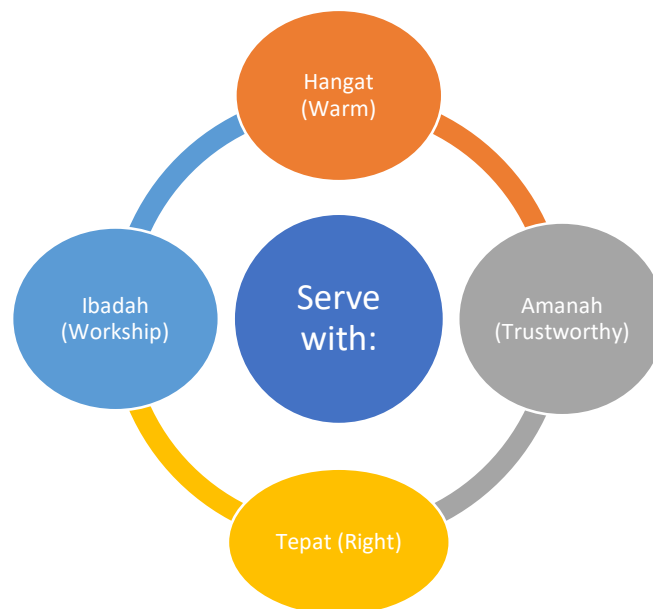 Hangat
(Warm)
Ibadah
(Workship)
Serve
with:
Amanah
(Trustworthy)
Tepat (Right)